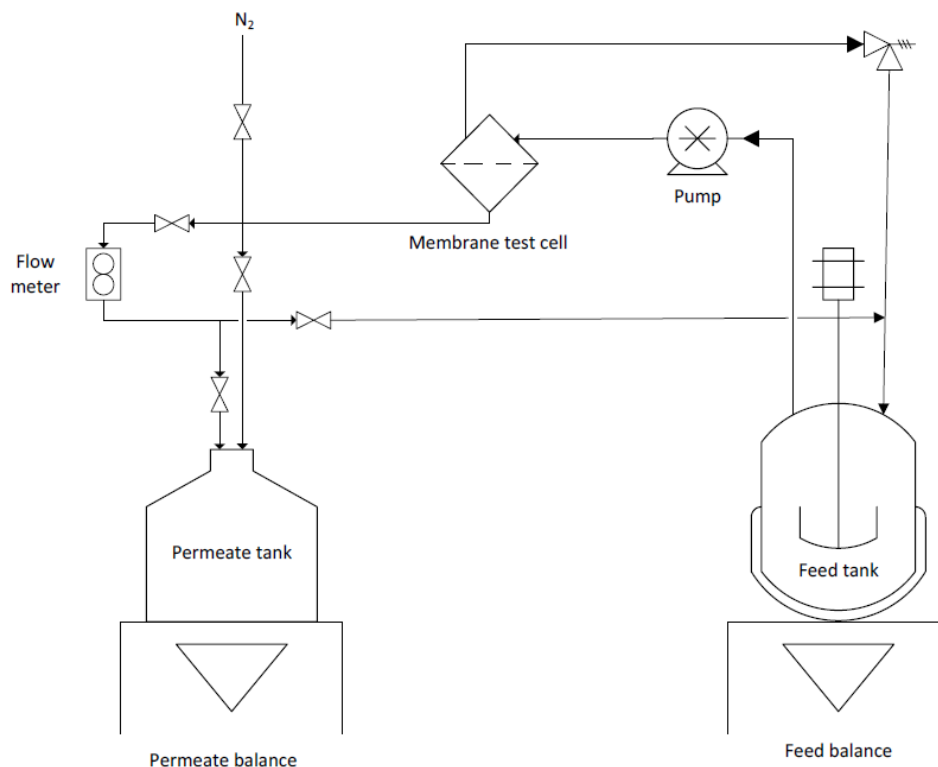 N₂
Pump
Membrane test cell
Flow
meter
Permeate tank
Feed tank
Permeate balance
Feed balance